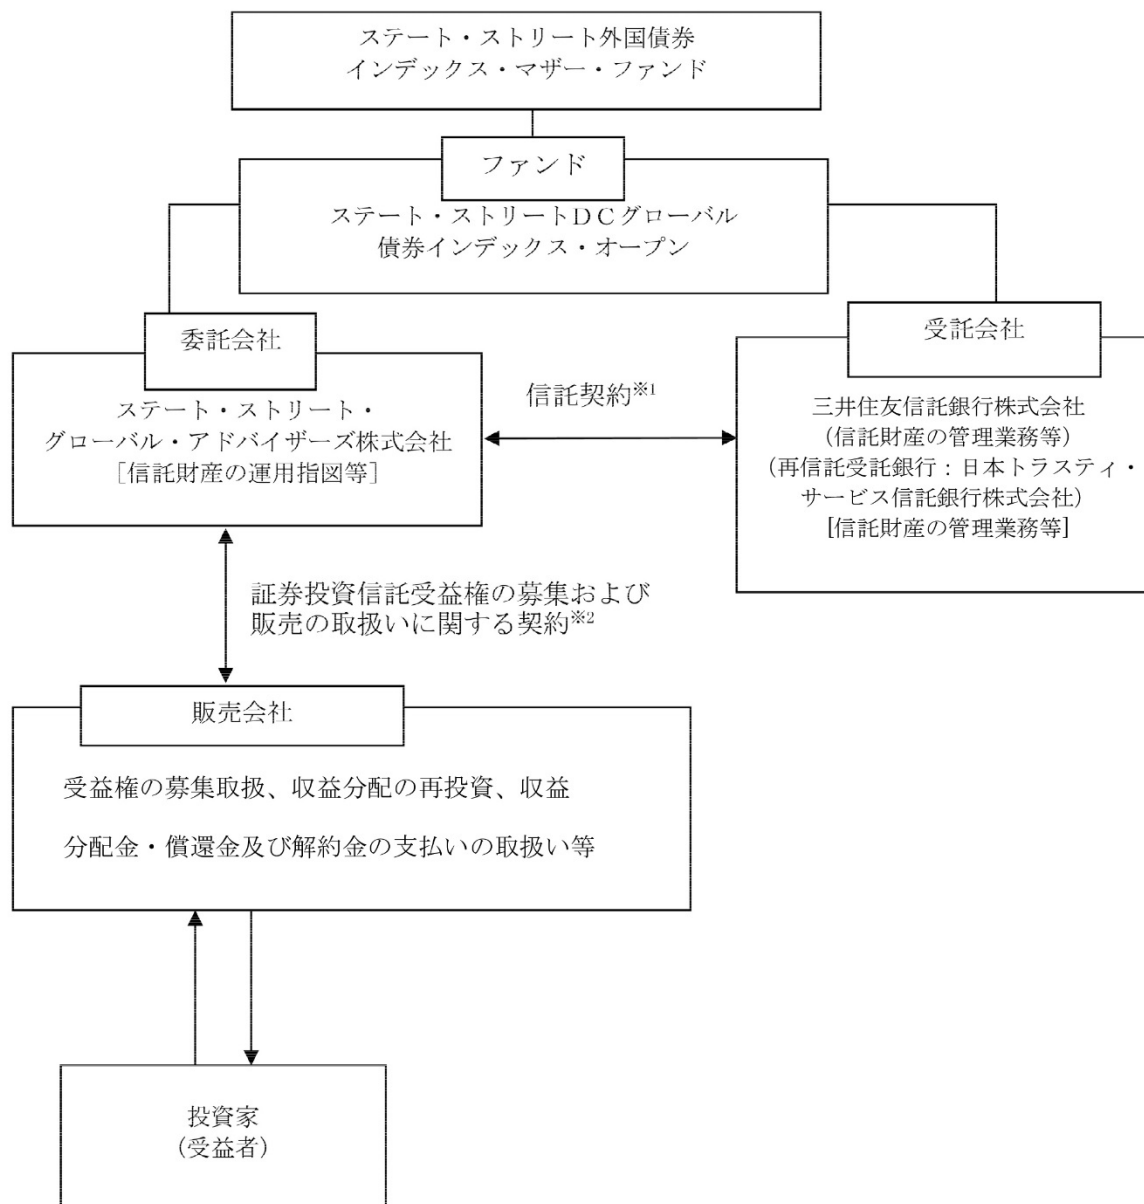 ステート・ストリート外国債券
インデックス・マザー・ファンド
ファンド
ステート・ストリートＤＣグローバル
債券インデックス・オープン
委託会社
ステート・ストリート・
グローバル・アドバイザーズ株式会社
［信託財産の運用指図等］
信託契約※1
受託会社
三井住友信託銀行株式会社
（信託財産の管理業務等）
（再信託受託銀行：日本トラスティ・
サービス信託銀行株式会社）
[信託財産の管理業務等]
証券投資信託受益権の募集および
販売の取扱いに関する契約※2
販売会社
受益権の募集取扱、収益分配の再投資、収益
分配金・償還金及び解約金の支払いの取扱い等
投資家
（受益者）